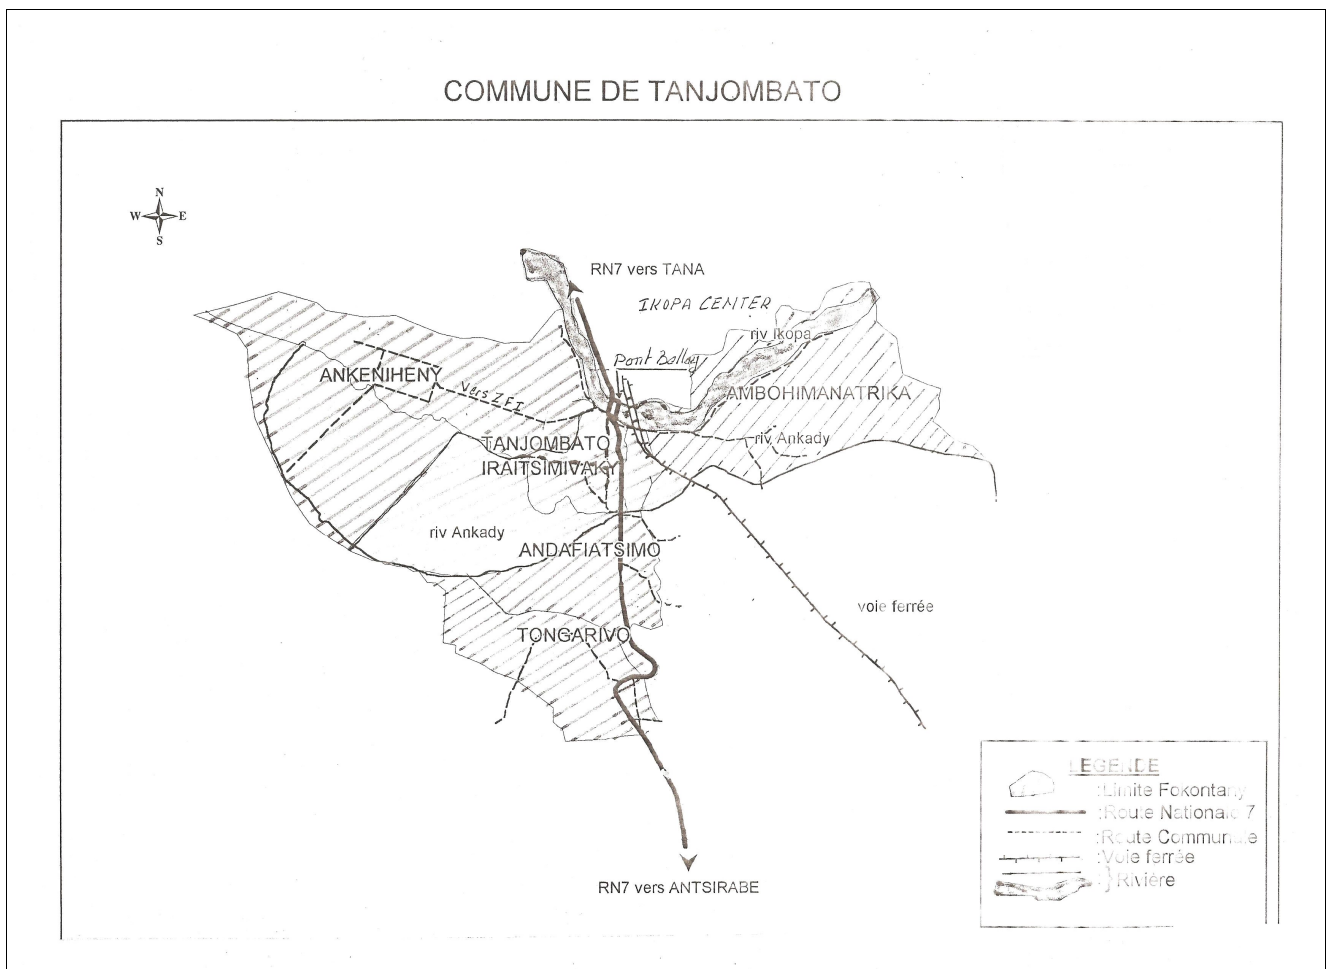 COMMUNE DE TANJOMBATO
N
W E
S
RN7 vers TANA
IKOPA CENTER
riv Ikopa
Pont Balley
ANKENIHENY
Vers ZFI
AMBOHIMANATRIKA
TANJOMBATO
riv Ankady
IRAITSIMIVAKY
riv Ankady
ANDAFIATSIMO
voie ferrée
TONGARIVO
RN7 vers ANTSIRABE
LEGENDE
:Limite Fokontany
:Route Nationale 7
:Route Communale
:Voie ferrée
:}Rivière